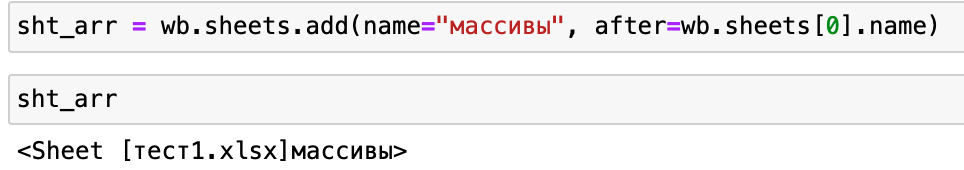 sht_arr = wb.sheets.add(name="массивы", after=wb.sheets[0].name)
sht_arr
<Sheet [тест1.xlsx]массивы>